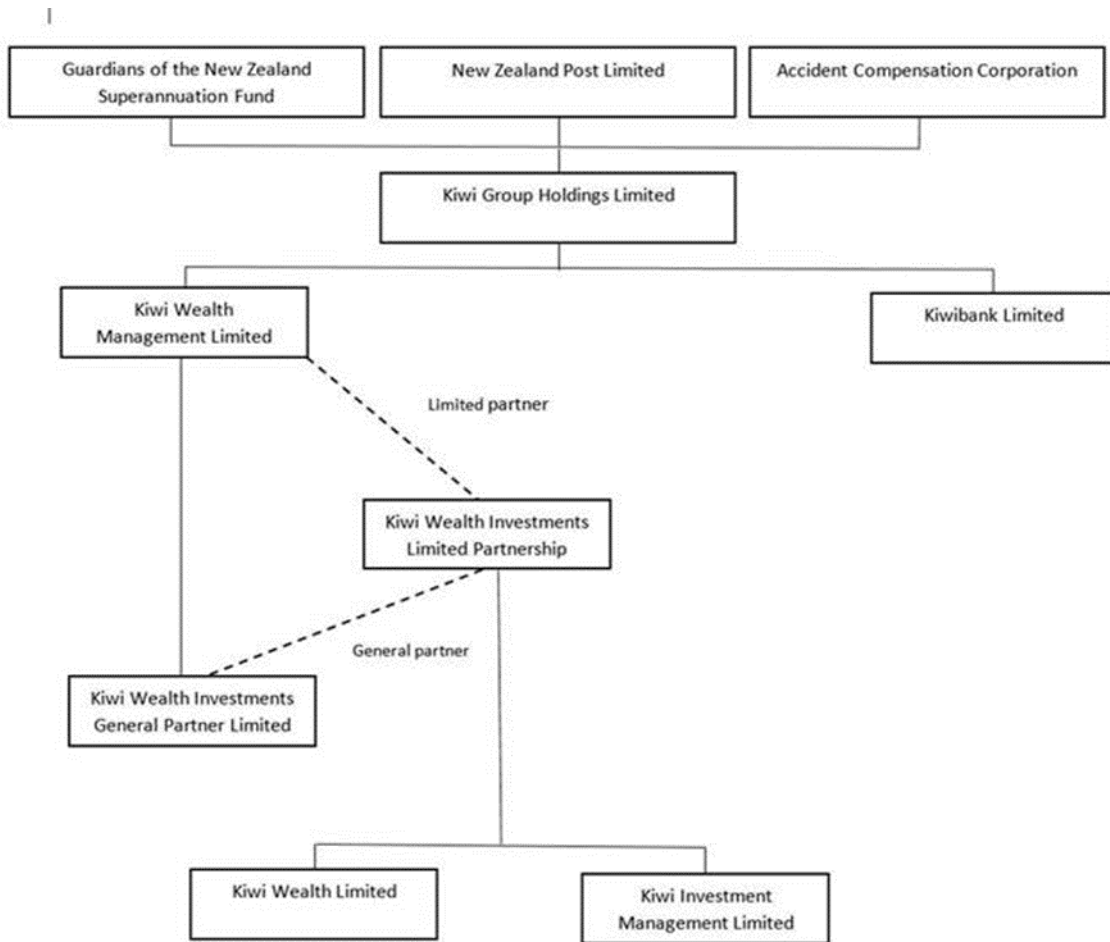 Guardians of the New Zealand
Superannuation Fund
New Zealand Post Limited
Accident Compensation Corporation
Kiwi Group Holdings Limited
Kiwi Wealth
Management Limited
Kiwibank Limited
Limited partner
Kiwi Wealth Investments
Limited Partnership
General partner
Kiwi Wealth Investments
General Partner Limited
Kiwi Wealth Limited
Kiwi Investment
Management Limited